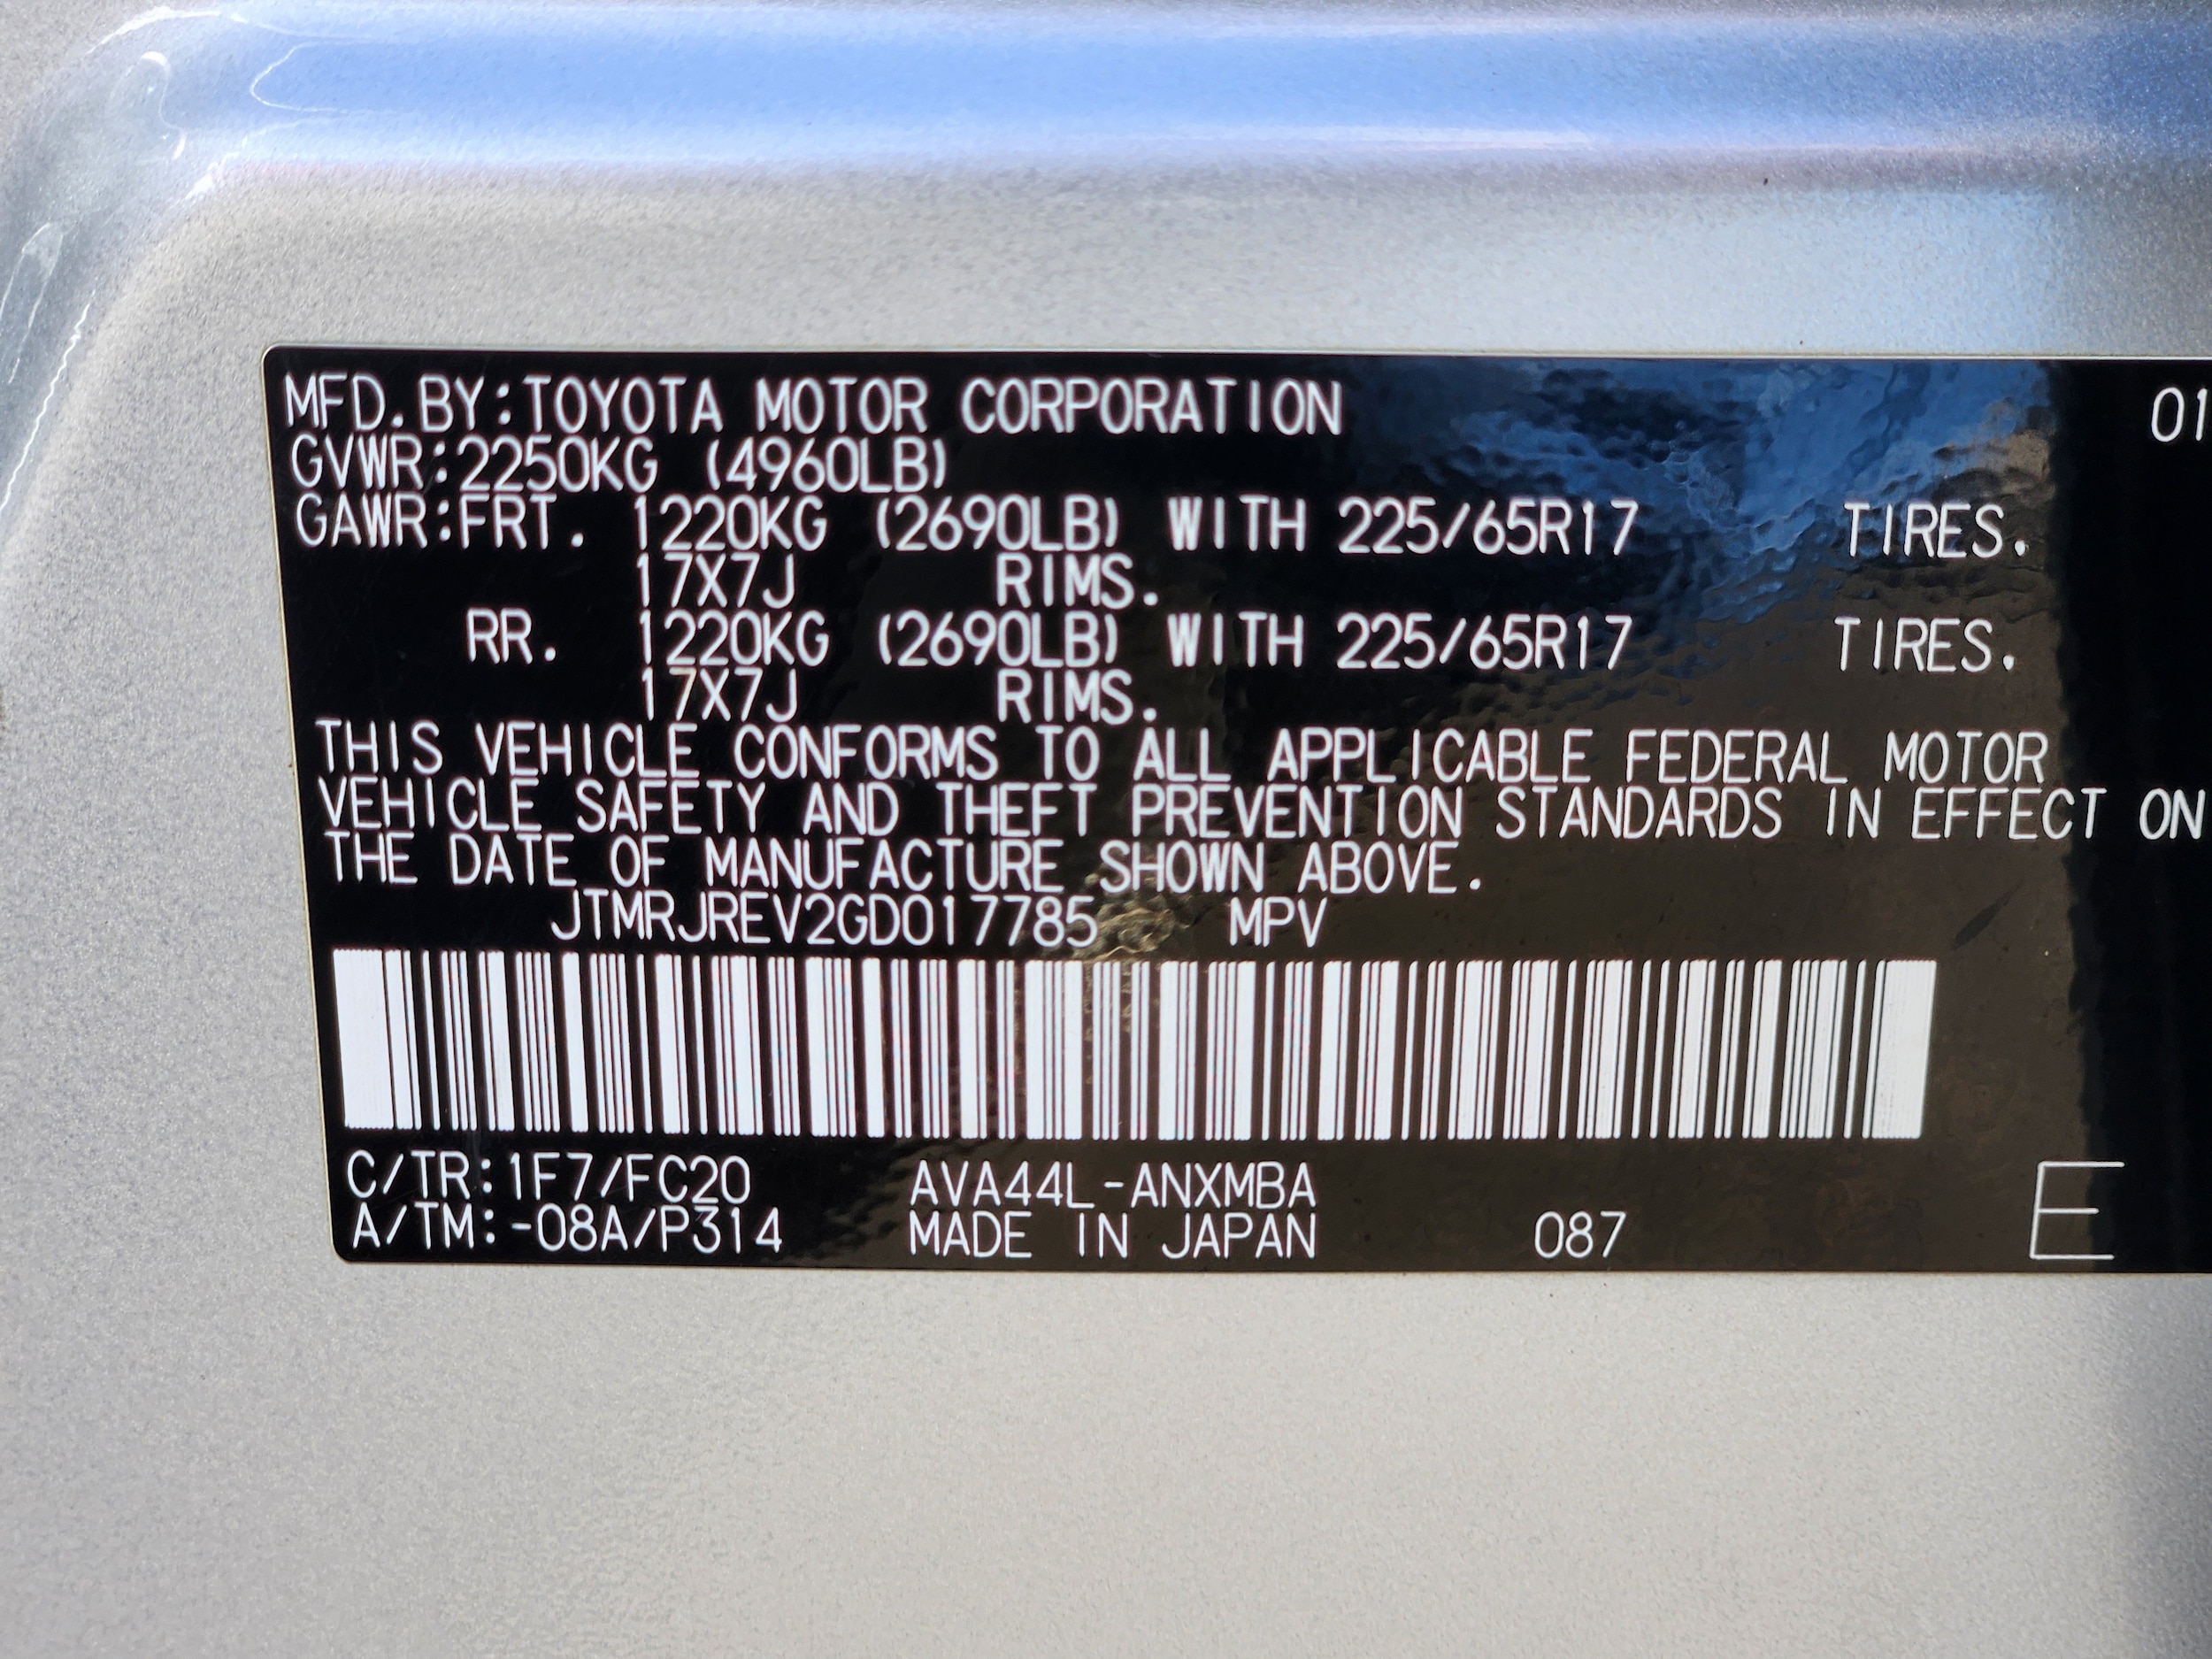 MFD.BY:TOYOTA MOTOR CORPORATION 01
GVWR:2250KG (4960LB)
GAWR:FRT. 1220KG (2690LB) WITH 225/65R17 TIRES.
17X7J RIMS.
RR. 1220KG (2690LB) WITH 225/65R17 TIRES.
17X7J RIMS.
THIS VEHICLE CONFORMS TO ALL APPLICABLE FEDERAL MOTOR
VEHICLE SAFETY AND THEFT PREVENTION STANDARDS IN EFFECT ON
THE DATE OF MANUFACTURE SHOWN ABOVE.
JTMRJREV2GD017785 MPV
C/TR:1F7/FC20 AVA44L-ANXMBA
A/TM:-08A/P314 MADE IN JAPAN 087 E